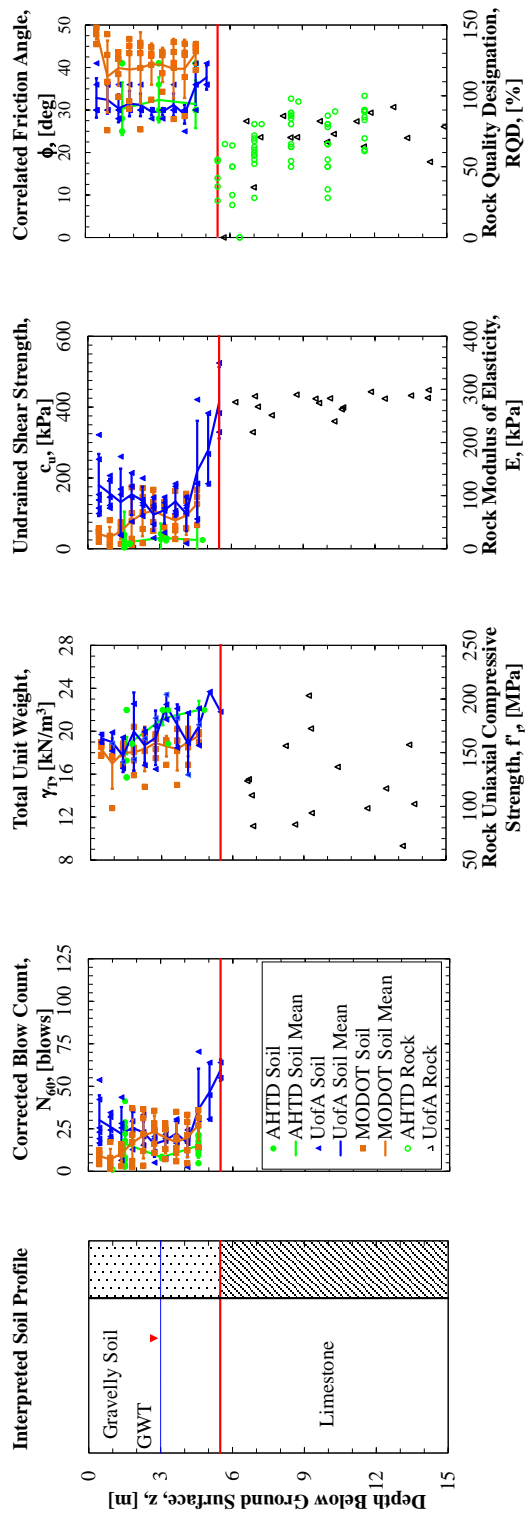 Interpreted Soil Profile
Gravelly Soil
GWT
Limestone
0
3
6
9
12
15
Depth Below Ground Surface, z, [m]
Corrected Blow Count,
N60, [blows]
0
25
50
75
100
125
AHTD Soil
AHTD Soil Mean
UofA Soil
UofA Soil Mean
MODOT Soil
MODOT Soil Mean
AHTD Rock
UofA Rock
Total Unit Weight,
γT, [kN/m³]
8
12
16
20
24
28
50
100
150
200
250
Rock Uniaxial Compressive
Strength, f'r, [MPa]
Undrained Shear Strength,
cu, [kPa]
0
200
400
600
0
100
200
300
400
Rock Modulus of Elasticity,
E, [kPa]
Correlated Friction Angle,
ϕ, [deg]
0
10
20
30
40
50
0
50
100
150
Rock Quality Designation,
RQD, [%]